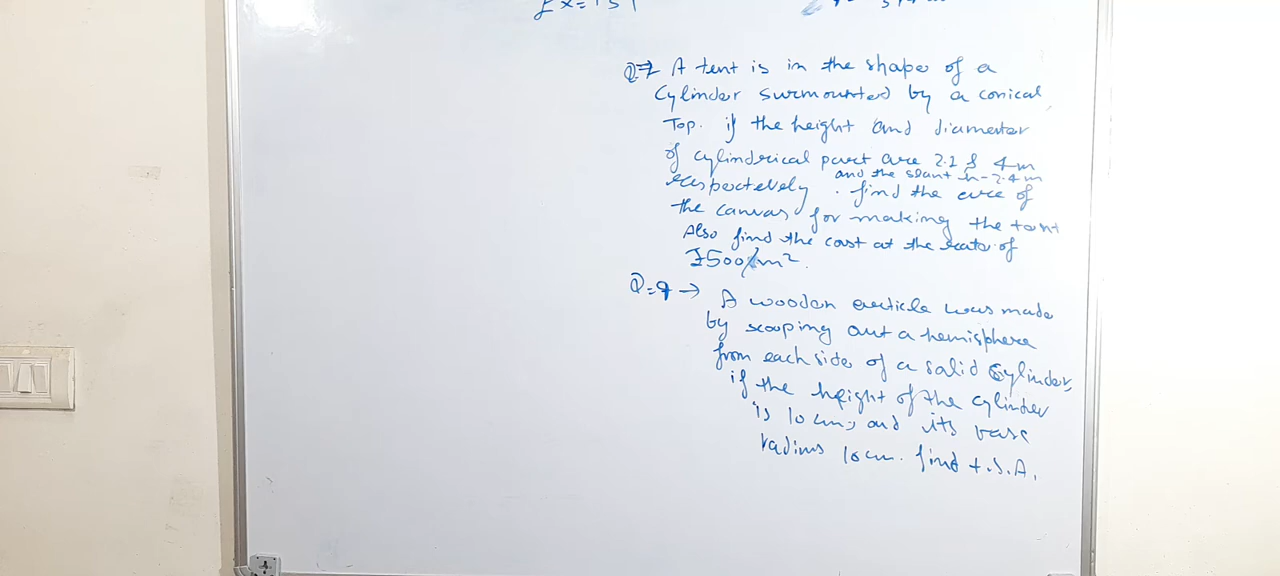 £x=151
Q=7 A tent is in the shape of a
Cylinder surmounted by a conical
Top. if the height and diameter
of cylindrical part are 2.1 & 4m
respectively and the slant h-2.4m
. find the area of
the canvas for making the tent
Also find the cost at the rate of
₹500/m².
Q=9 → A wooden article was made
by scooping out a hemisphere
from each side of a solid Cylinder,
if the height of the cylinder
is 10cm, and its base
radius 10cm. find t.S.A.